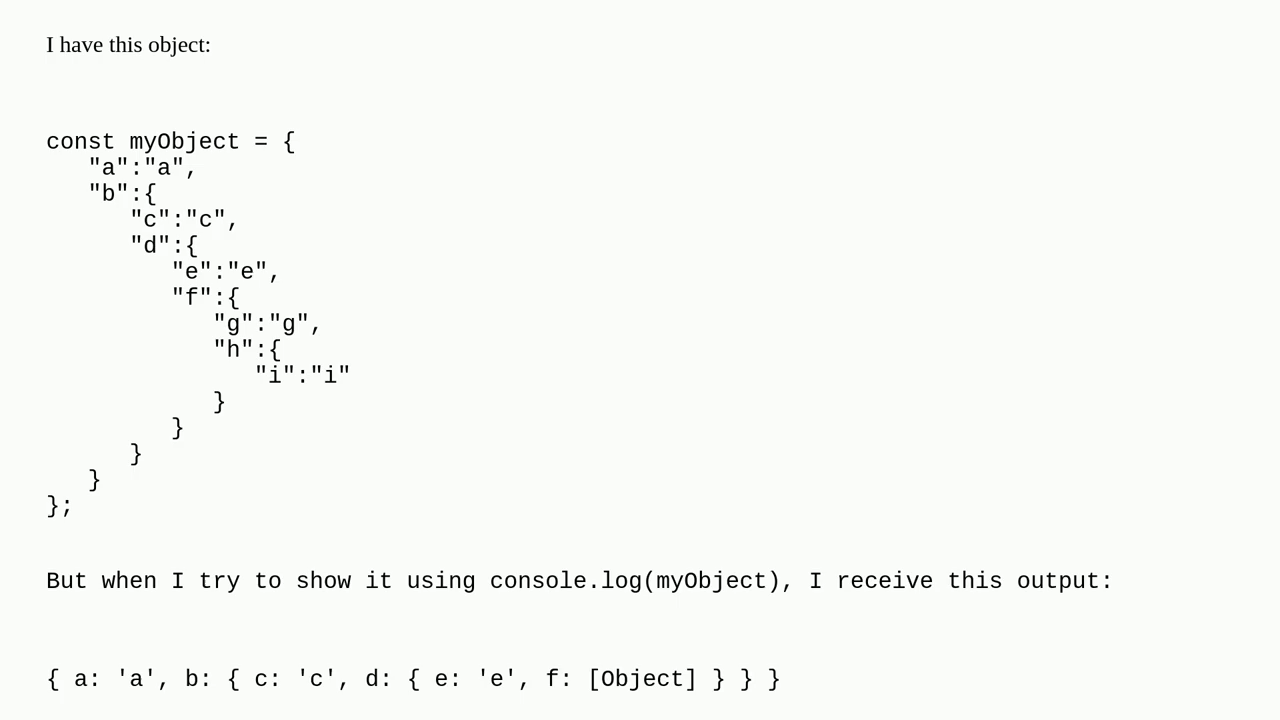 I have this object:
const myObject = {
   "a":"a",
   "b":{
      "c":"c",
      "d":{
         "e":"e",
         "f":{
            "g":"g",
            "h":{
               "i":"i"
            }
         }
      }
   }
};
But when I try to show it using console.log(myObject), I receive this output:
{ a: 'a', b: { c: 'c', d: { e: 'e', f: [Object] } } }